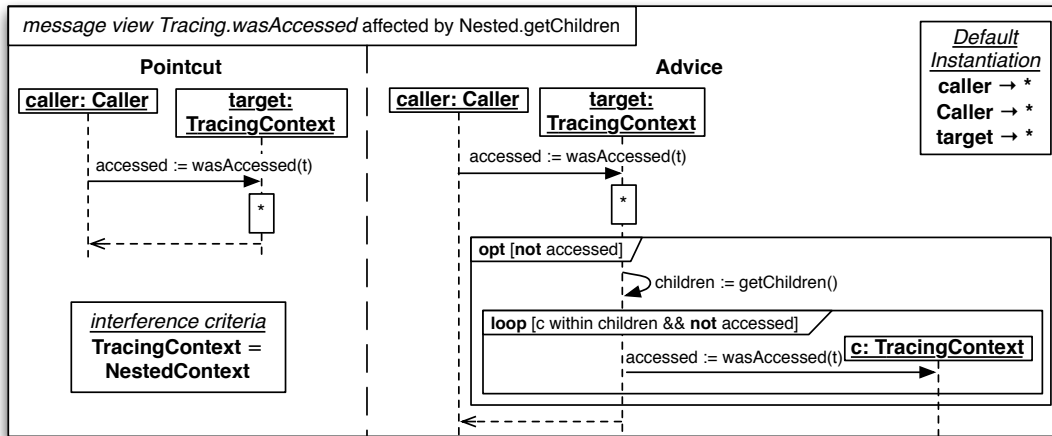 message view Tracing.wasAccessed affected by Nested.getChildren
Pointcut
caller: Caller
target:
TracingContext
accessed := wasAccessed(t)
*
interference criteria
TracingContext =
NestedContext
Advice
caller: Caller
target:
TracingContext
accessed := wasAccessed(t)
*
opt [not accessed]
children := getChildren()
loop [c within children && not accessed]
accessed := wasAccessed(t)
c: TracingContext
Default
Instantiation
caller → *
Caller → *
target → *